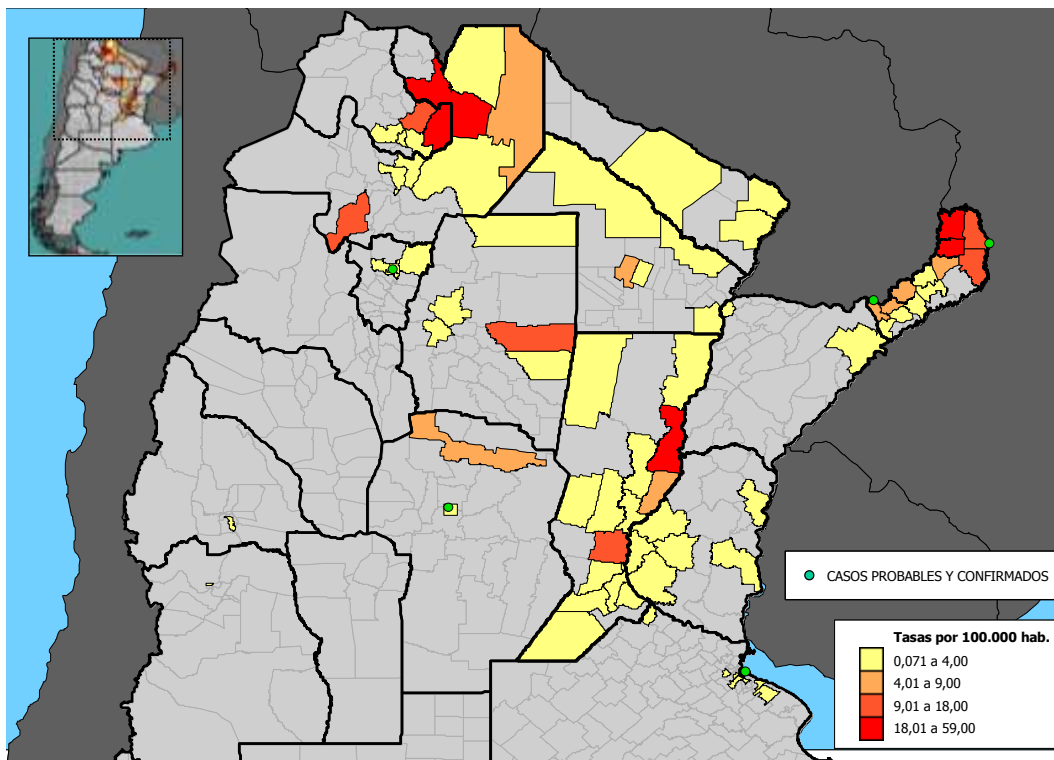 CASOS PROBABLES Y CONFIRMADOS
Tasas por 100.000 hab.
0,071 a 4,00
4,01 a 9,00
9,01 a 18,00
18,01 a 59,00